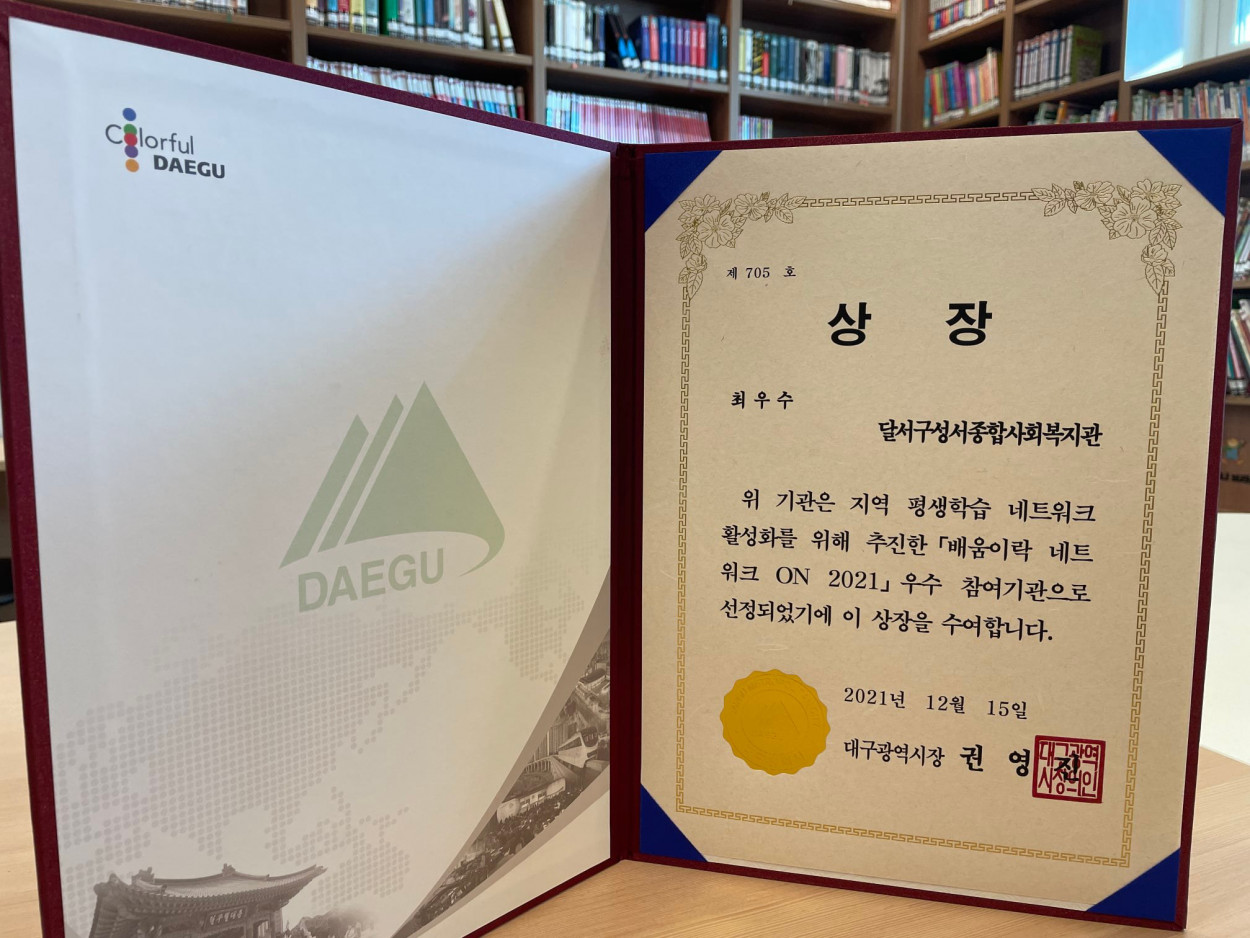 Colorful
DAEGU
DAEGU
제 705 호
상 장
최우수
달서구성서종합사회복지관
위 기관은 지역 평생학습 네트워크
활성화를 위해 추진한 「배움이락 네트
워크 ON 2021」 우수 참여기관으로
선정되었기에 이 상장을 수여합니다.
2021년 12월 15일
대구광역시장 권 영 진
대구광역
시장의인